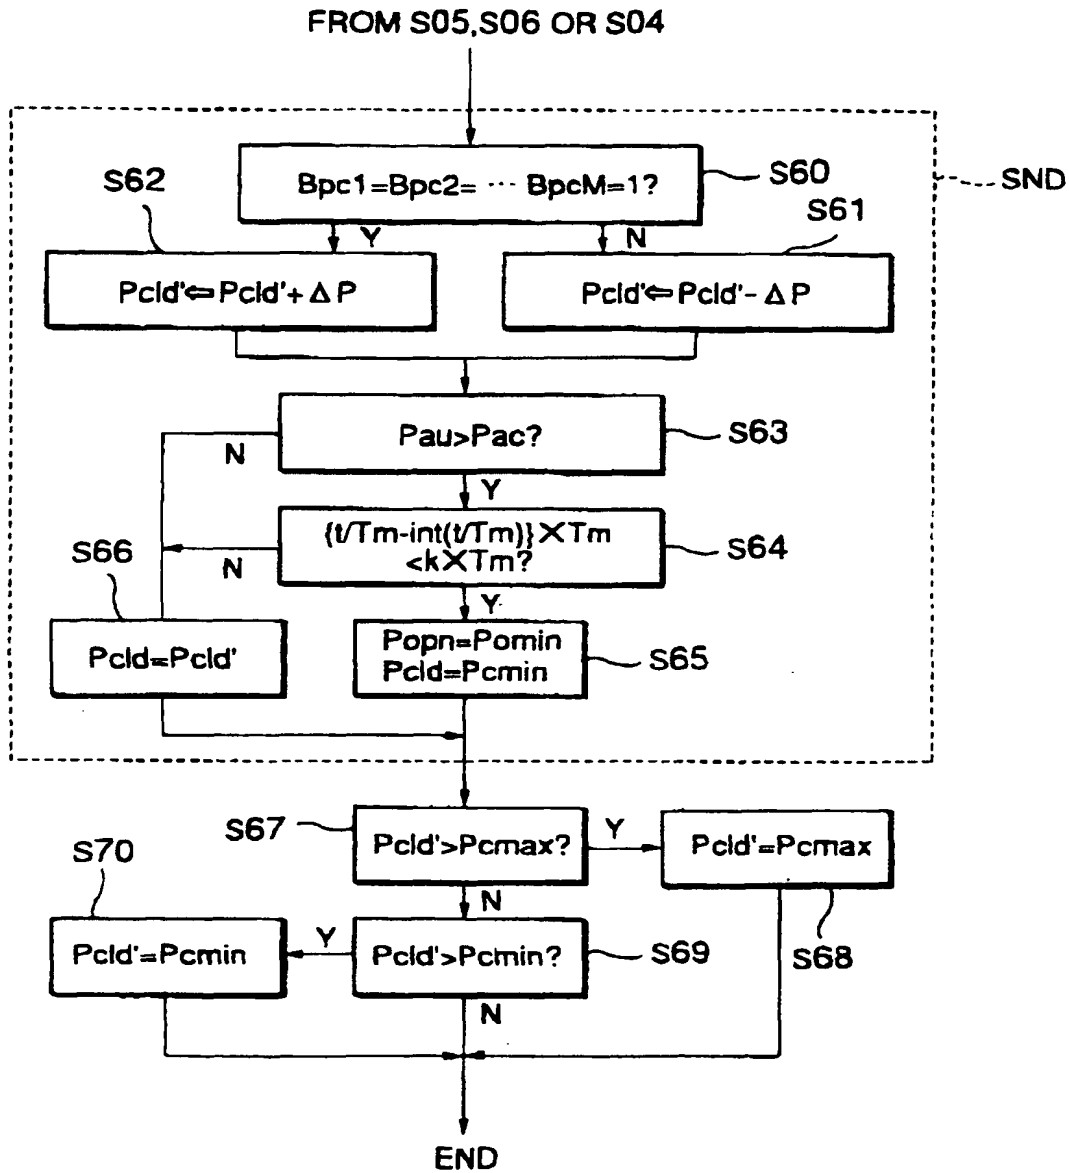 FROM S05,S06 OR S04
Bpc1=Bpc2= ··· BpcM=1?
S60
SND
S62
S61
Y
N
Pcld'⇐Pcld'+ΔP
Pcld'⇐Pcld'-ΔP
Pau>Pac?
S63
N
Y
{t/Tm-int(t/Tm)}×Tm
<k×Tm?
S64
S66
N
Y
Pcld=Pcld'
Popn=Pomin
Pcld=Pcmin
S65
S67
Pcld'>Pcmax?
Y
Pcld'=Pcmax
S68
S70
N
Pcld'=Pcmin
Y
Pcld'>Pcmin?
S69
N
END